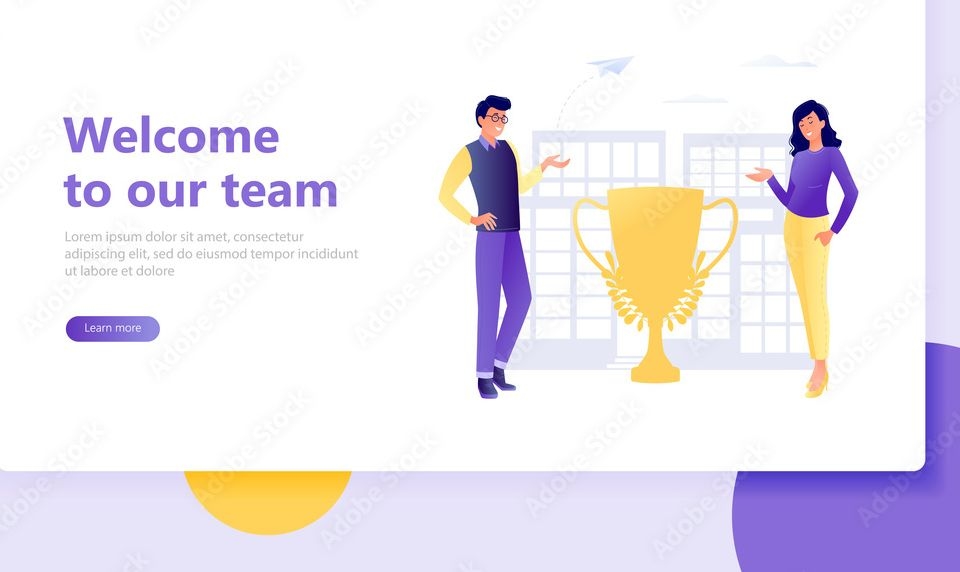 Welcome
to our team
Lorem ipsum dolor sit amet, consectetur
adipiscing elit, sed do eiusmod tempor incididunt
ut labore et dolore
Learn more
Adobe Stock